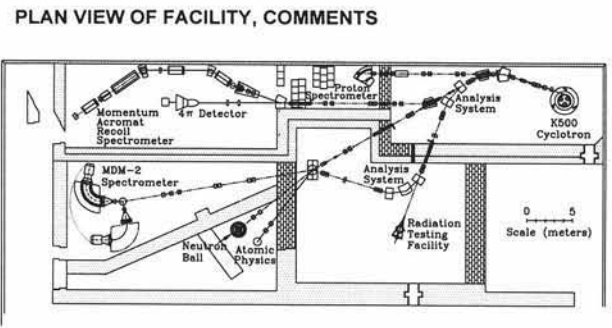 PLAN VIEW OF FACILITY, COMMENTS
Proton
Spectrometer
Momentum
Acromat
Recoil
Spectrometer
4π Detector
Analysis
System
K500
Cyclotron
MDM-2
Spectrometer
Analysis
System
Neutron
Ball
Atomic
Physics
Radiation
Testing
Facility
0 5
Scale (meters)